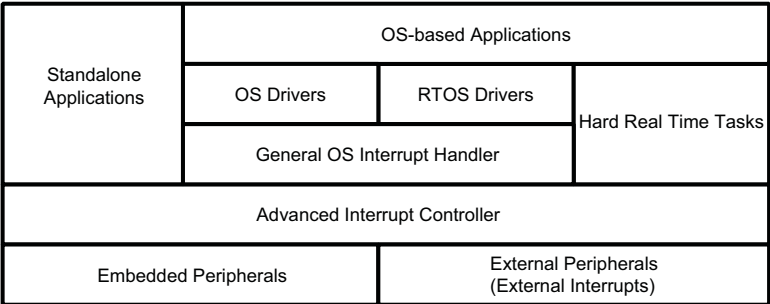 OS-based Applications
Standalone
Applications
OS Drivers
RTOS Drivers
Hard Real Time Tasks
General OS Interrupt Handler
Advanced Interrupt Controller
Embedded Peripherals
External Peripherals
(External Interrupts)